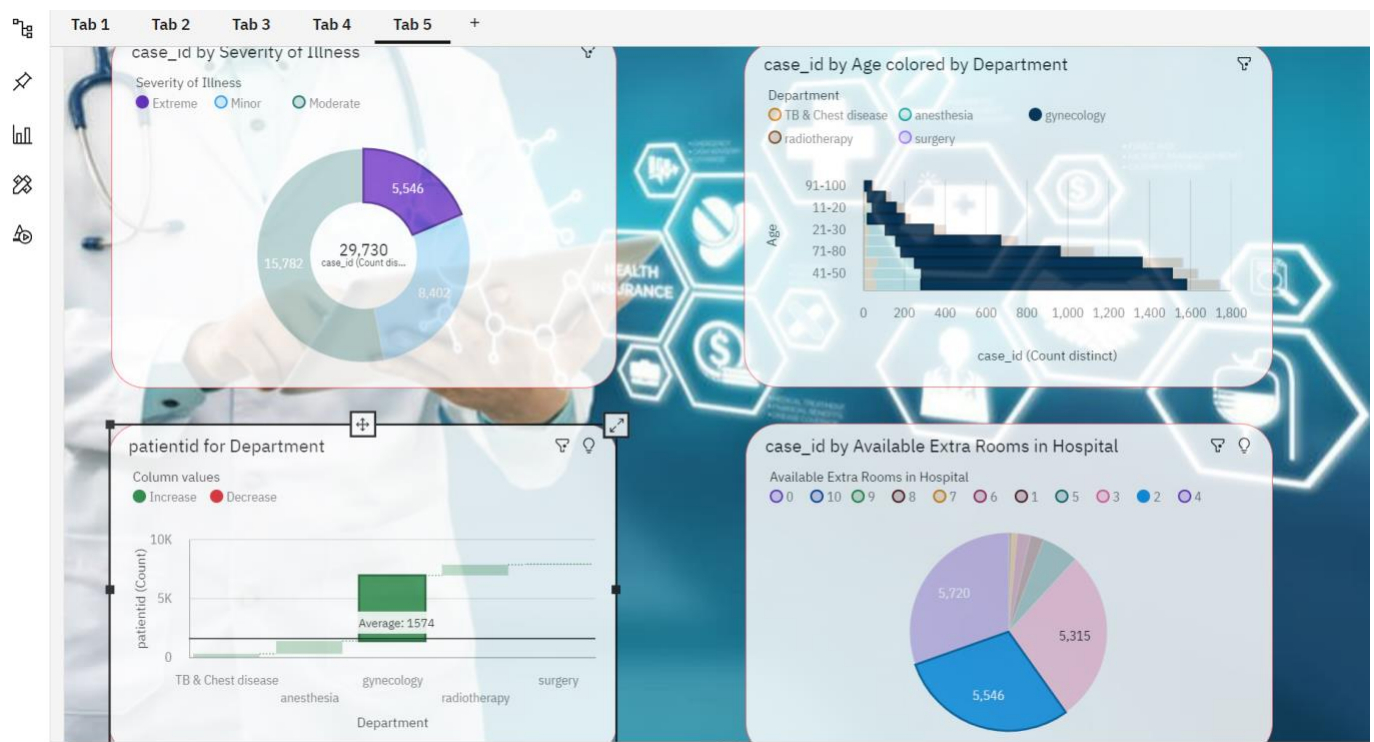 Tab 1
Tab 2
Tab 3
Tab 4
Tab 5
+
case_id by Severity of Illness
Severity of Illness
Extreme
Minor
Moderate
5,546
29,730
case_id (Count dis...
15,782
8,402
case_id by Age colored by Department
Department
TB & Chest disease
anesthesia
gynecology
radiotherapy
surgery
91-100
11-20
21-30
71-80
41-50
Age
0 200 400 600 800 1,000 1,200 1,400 1,600 1,800
case_id (Count distinct)
HEALTH
INSURANCE
patientid for Department
Column values
Increase
Decrease
10K
5K
0
patientid (Count)
Average: 1574
TB & Chest disease
anesthesia
gynecology
radiotherapy
surgery
Department
case_id by Available Extra Rooms in Hospital
Available Extra Rooms in Hospital
0 10 9 8 7 6 1 5 3 2 4
5,720
5,315
5,546